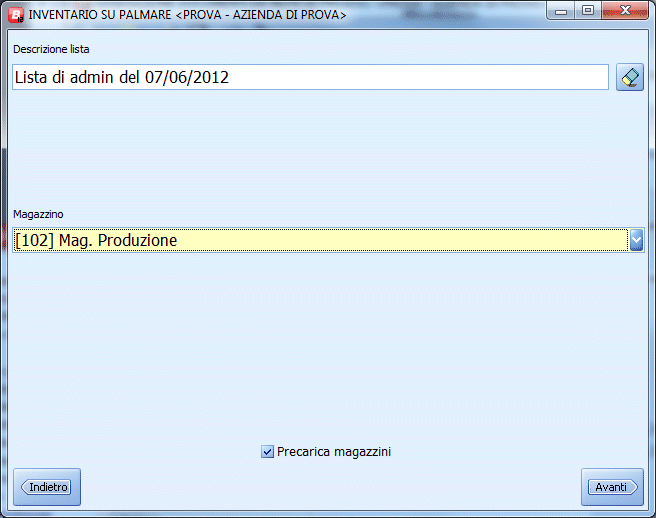 INVENTARIO SU PALMARE <PROVA - AZIENDA DI PROVA>
Descrizione lista
Lista di admin del 07/06/2012
Magazzino
[102] Mag. Produzione
Precarica magazzini
Indietro
Avanti